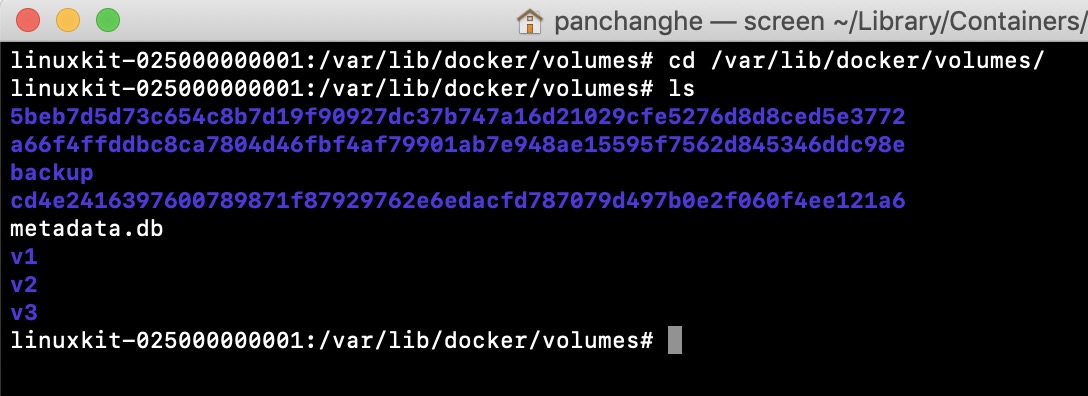 panchanghe — screen ~/Library/Containers/
linuxkit-025000000001:/var/lib/docker/volumes# cd /var/lib/docker/volumes/
linuxkit-025000000001:/var/lib/docker/volumes# ls
5beb7d5d73c654c8b7d19f90927dc37b747a16d21029cfe5276d8d8ced5e3772
a66f4ffddbc8ca7804d46fbf4af79901ab7e948ae15595f7562d845346ddc98e
backup
cd4e2416397600789871f87929762e6edacfd787079d497b0e2f060f4ee121a6
metadata.db
v1
v2
v3
linuxkit-025000000001:/var/lib/docker/volumes#